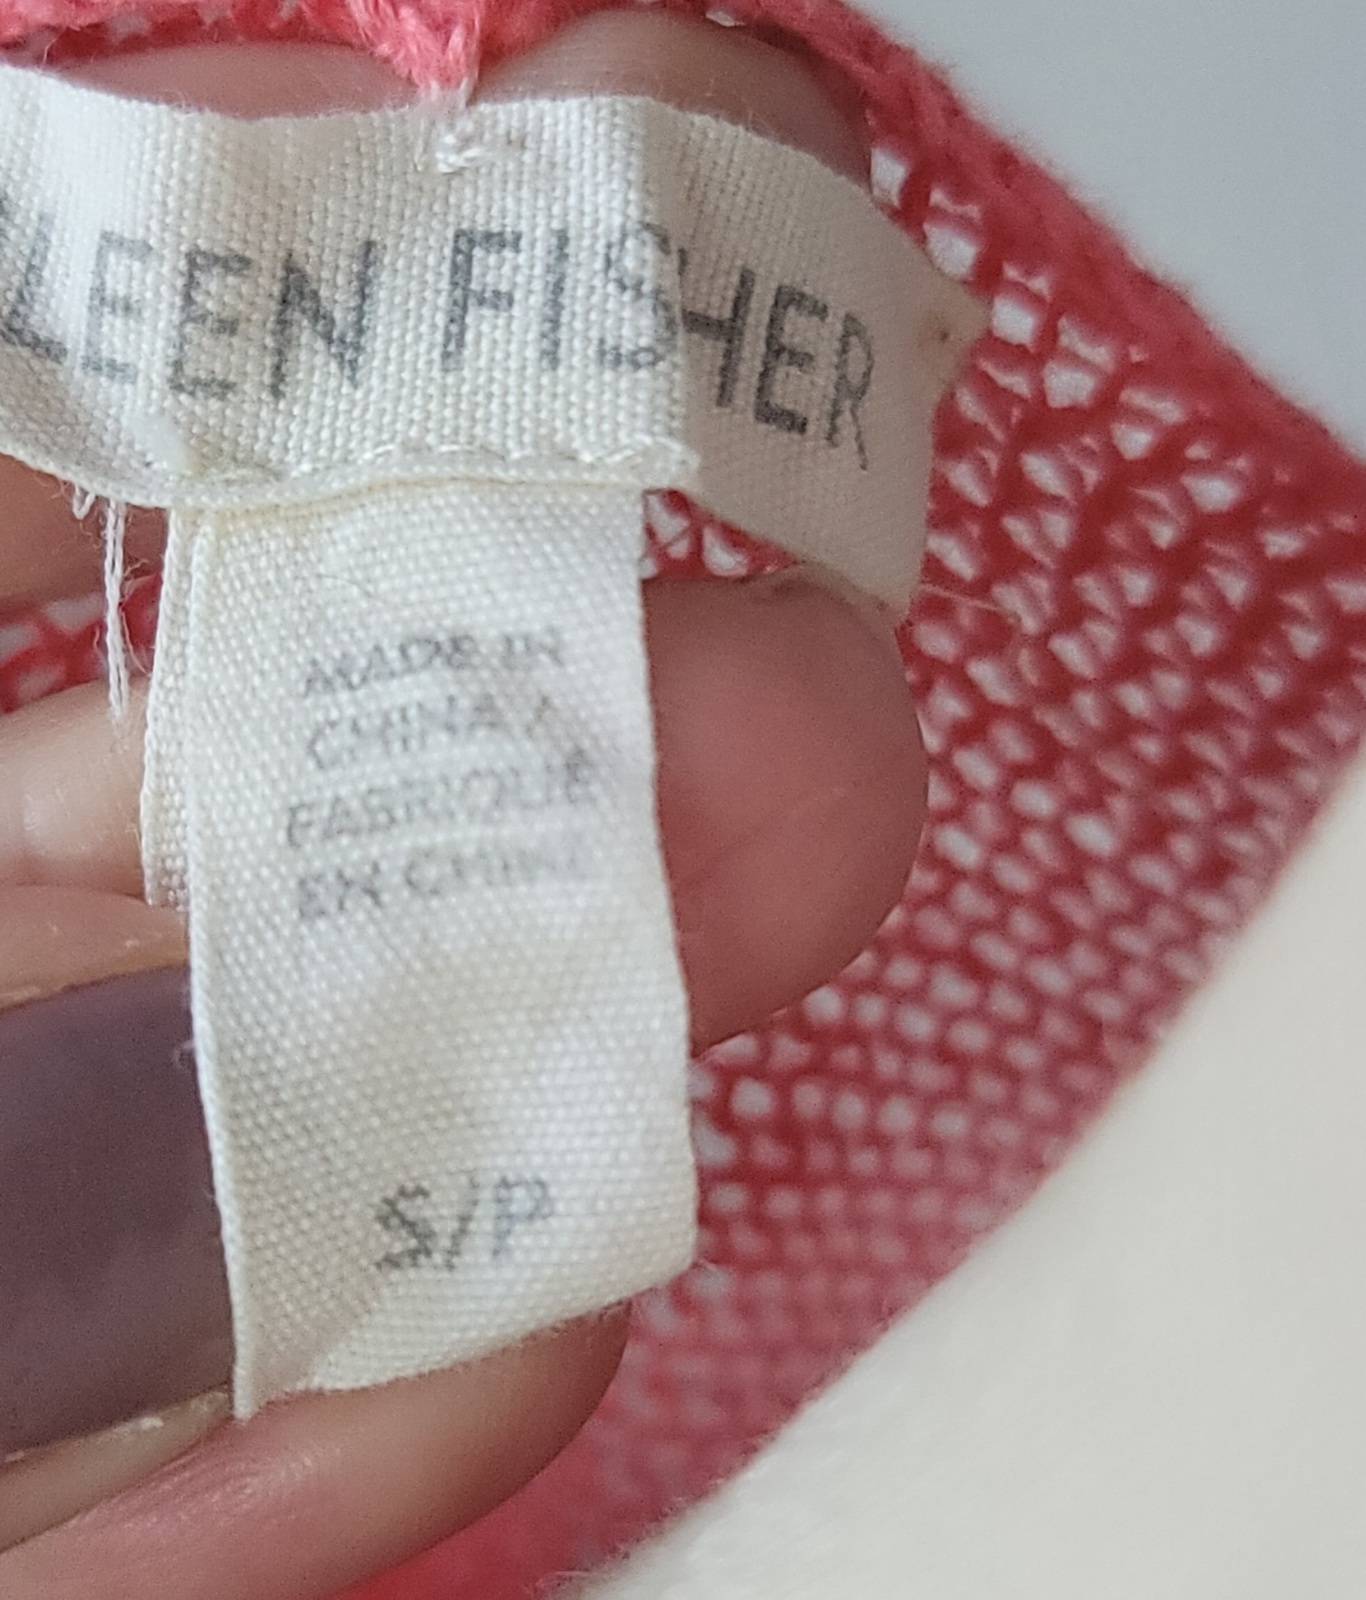 LEEN FISHER
MADE IN
CHINA /
FABRIQUÉ
EN CHINE
S/P